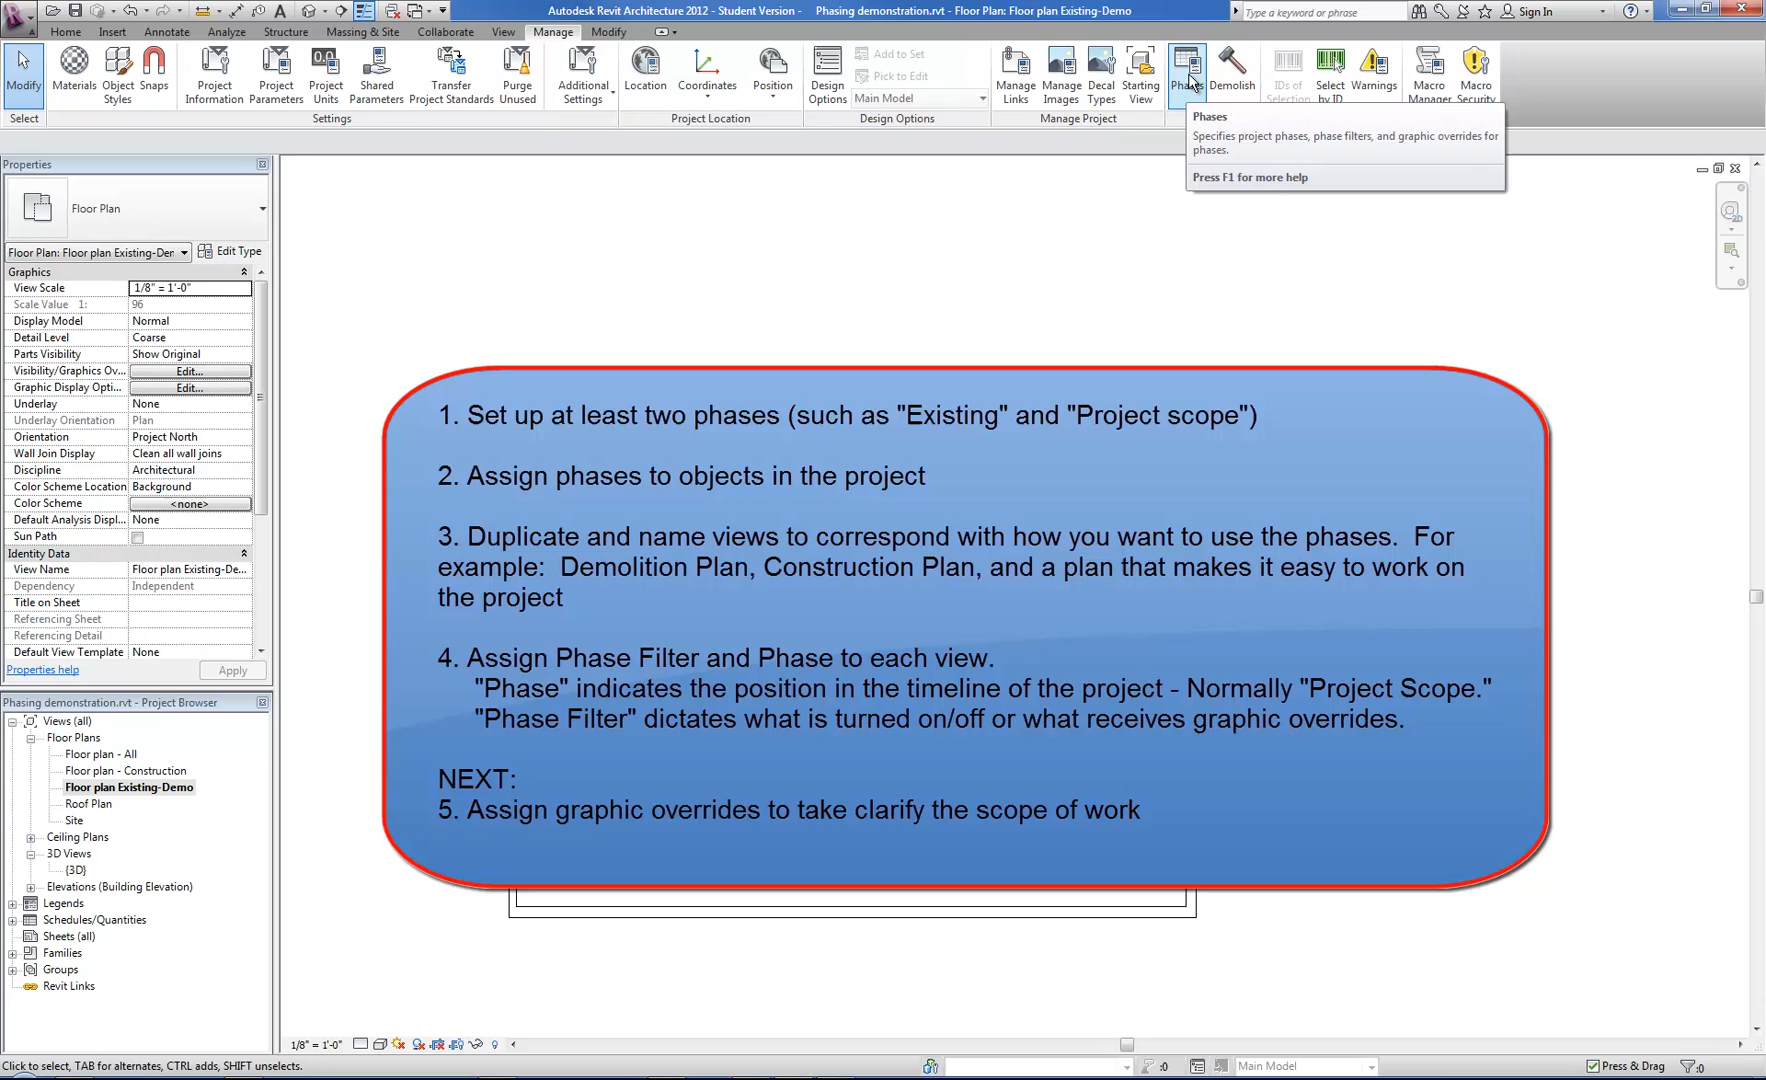 Autodesk Revit Architecture 2012 - Student Version - Phasing demonstration.rvt - Floor Plan: Floor plan Existing-Demo
Type a keyword or phrase
Sign In
Home Insert Annotate Analyze Structure Massing & Site Collaborate View Manage Modify
Modify
Materials
Object
Styles
Snaps
Project
Information
Project
Parameters
Project
Units
Shared
Parameters
Transfer
Project Standards
Purge
Unused
Additional
Settings
Location
Coordinates
Position
Design
Options
Add to Set
Pick to Edit
Main Model
Manage
Links
Manage
Images
Decal
Types
Starting
View
Phases
Demolish
IDs of
Selection
Select
by ID
Warnings
Macro
Manager
Macro
Security
Select
Settings
Project Location
Design Options
Manage Project
Phases
Specifies project phases, phase filters, and graphic overrides for
phases.
Press F1 for more help
Properties
Floor Plan
Floor Plan: Floor plan Existing-Der
Edit Type
Graphics
View Scale 1/8" = 1'-0"
Scale Value 1: 96
Display Model Normal
Detail Level Coarse
Parts Visibility Show Original
Visibility/Graphics Ov... Edit...
Graphic Display Opti... Edit...
Underlay None
Underlay Orientation Plan
Orientation Project North
Wall Join Display Clean all wall joins
Discipline Architectural
Color Scheme Location Background
Color Scheme <none>
Default Analysis Displ... None
Sun Path
Identity Data
View Name Floor plan Existing-De...
Dependency Independent
Title on Sheet
Referencing Sheet
Referencing Detail
Default View Template None
Properties help
Apply
Phasing demonstration.rvt - Project Browser
Views (all)
Floor Plans
Floor plan - All
Floor plan - Construction
Floor plan Existing-Demo
Roof Plan
Site
Ceiling Plans
3D Views
{3D}
Elevations (Building Elevation)
Legends
Schedules/Quantities
Sheets (all)
Families
Groups
Revit Links
1. Set up at least two phases (such as "Existing" and "Project scope")
2. Assign phases to objects in the project
3. Duplicate and name views to correspond with how you want to use the phases. For
example: Demolition Plan, Construction Plan, and a plan that makes it easy to work on
the project
4. Assign Phase Filter and Phase to each view.
"Phase" indicates the position in the timeline of the project - Normally "Project Scope."
"Phase Filter" dictates what is turned on/off or what receives graphic overrides.
NEXT:
5. Assign graphic overrides to take clarify the scope of work
1/8" = 1'-0"
Click to select, TAB for alternates, CTRL adds, SHIFT unselects.
:0
Main Model
Press & Drag
:0